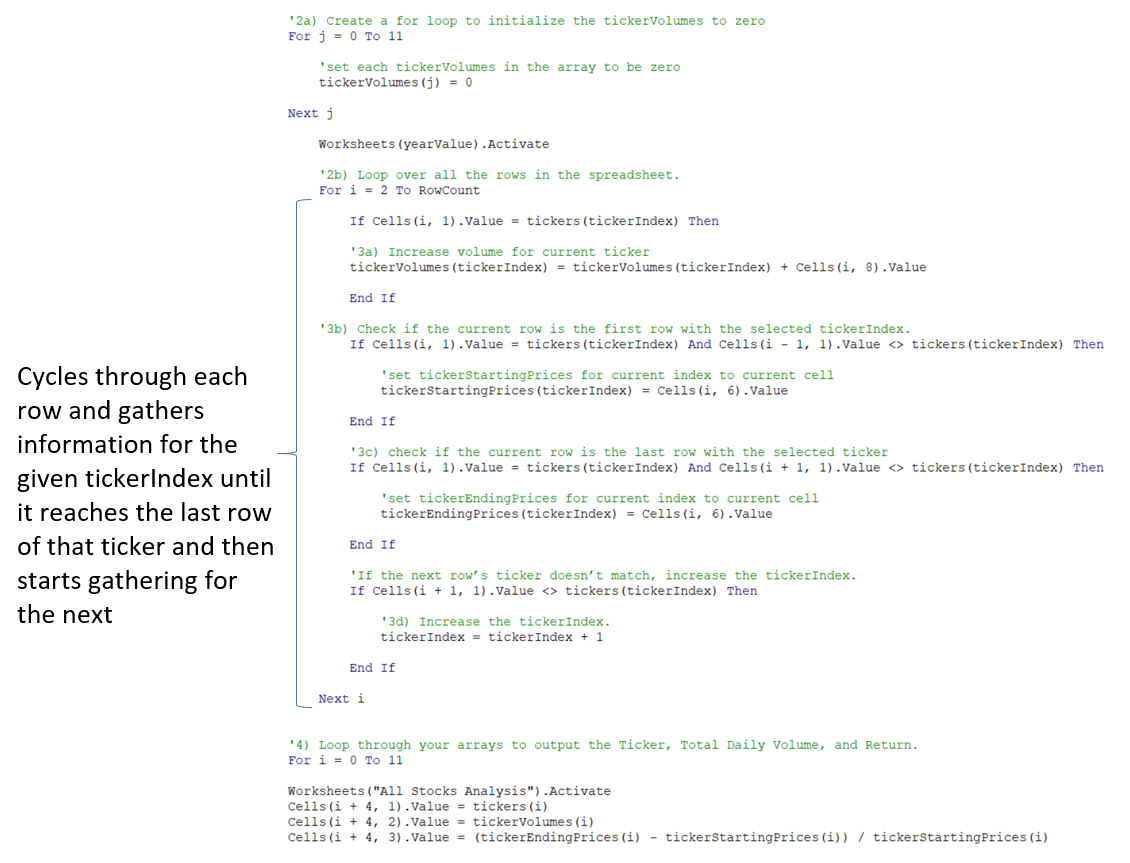 '2a) Create a for loop to initialize the tickerVolumes to zero
For j = 0 To 11
'set each tickerVolumes in the array to be zero
tickerVolumes(j) = 0
Next j
Worksheets(yearValue).Activate
'2b) Loop over all the rows in the spreadsheet.
For i = 2 To RowCount
If Cells(i, 1).Value = tickers(tickerIndex) Then
'3a) Increase volume for current ticker
tickerVolumes(tickerIndex) = tickerVolumes(tickerIndex) + Cells(i, 8).Value
End If
'3b) Check if the current row is the first row with the selected tickerIndex.
If Cells(i, 1).Value = tickers(tickerIndex) And Cells(i - 1, 1).Value <> tickers(tickerIndex) Then
'set tickerStartingPrices for current index to current cell
tickerStartingPrices(tickerIndex) = Cells(i, 6).Value
End If
'3c) check if the current row is the last row with the selected ticker
If Cells(i, 1).Value = tickers(tickerIndex) And Cells(i + 1, 1).Value <> tickers(tickerIndex) Then
'set tickerEndingPrices for current index to current cell
tickerEndingPrices(tickerIndex) = Cells(i, 6).Value
End If
'If the next row’s ticker doesn’t match, increase the tickerIndex.
If Cells(i + 1, 1).Value <> tickers(tickerIndex) Then
'3d) Increase the tickerIndex.
tickerIndex = tickerIndex + 1
End If
Next i
Cycles through each
row and gathers
information for the
given tickerIndex until
it reaches the last row
of that ticker and then
starts gathering for
the next
'4) Loop through your arrays to output the Ticker, Total Daily Volume, and Return.
For i = 0 To 11
Worksheets("All Stocks Analysis").Activate
Cells(i + 4, 1).Value = tickers(i)
Cells(i + 4, 2).Value = tickerVolumes(i)
Cells(i + 4, 3).Value = (tickerEndingPrices(i) - tickerStartingPrices(i)) / tickerStartingPrices(i)